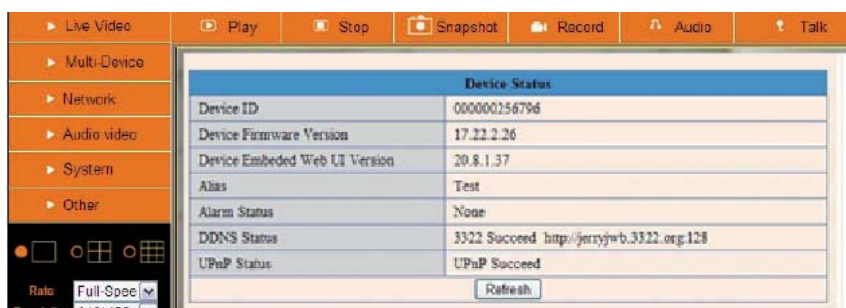 Live Video
Play Stop Snapshot Record Audio Talk
Multi-Device
Network
Audio video
System
Other
Rate Full-Spee
Device Status
Device ID 000000256796
Device Firmware Version 17.22.2.26
Device Embeded Web UI Version 20.8.1.37
Alias Test
Alarm Status None
DDNS Status 3322 Succeed http://jerryjwb.3322.org:128
UPnP Status UPnP Succeed
Refresh